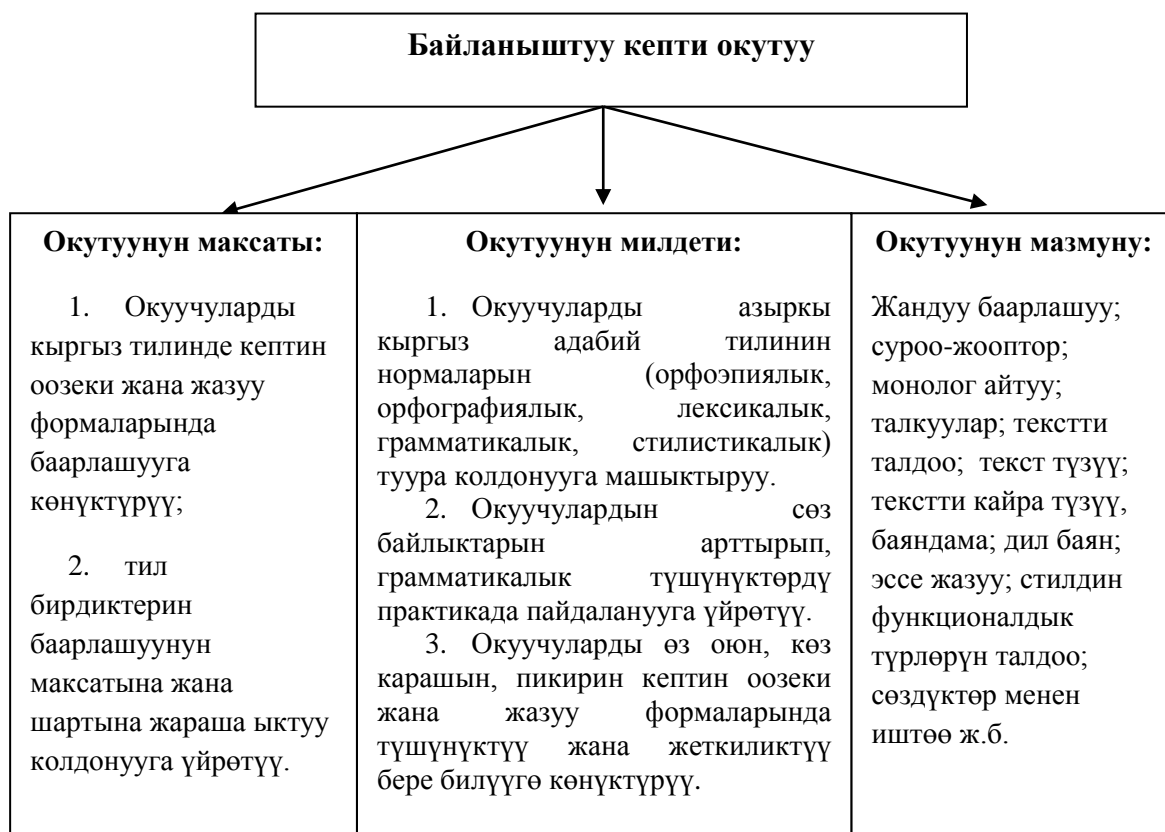 Байланыштуу кепти окутуу
Окутуунун максаты:
1. Окуучуларды
кыргыз тилинде кептин
оозеки жана жазуу
формаларында
баарлашууга
көнүктүрүү;
2. тил
бирдиктерин
баарлашуунун
максатына жана
шартына жараша ыктуу
колдонууга үйрөтүү.
Окутуунун милдети:
1. Окуучуларды азыркы
кыргыз адабий тилинин
нормаларын (орфоэпиялык,
орфографиялык, лексикалык,
грамматикалык, стилистикалык)
туура колдонууга машыктыруу.
2. Окуучулардын сөз
байлыктарын арттырып,
грамматикалык түшүнүктөрдү
практикада пайдаланууга үйрөтүү.
3. Окуучуларды өз оюн, көз
карашын, пикирин кептин оозеки
жана жазуу формаларында
түшүнүктүү жана жеткиликтүү
бере билүүгө көнүктүрүү.
Окутуунун мазмуну:
Жандуу баарлашуу;
суроо-жооптор;
монолог айтуу;
талкуулар; текстти
талдоо; текст түзүү;
текстти кайра түзүү,
баяндама; дил баян;
эссе жазуу; стилдин
функционалдык
түрлөрүн талдоо;
сөздүктөр менен
иштөө ж.б.